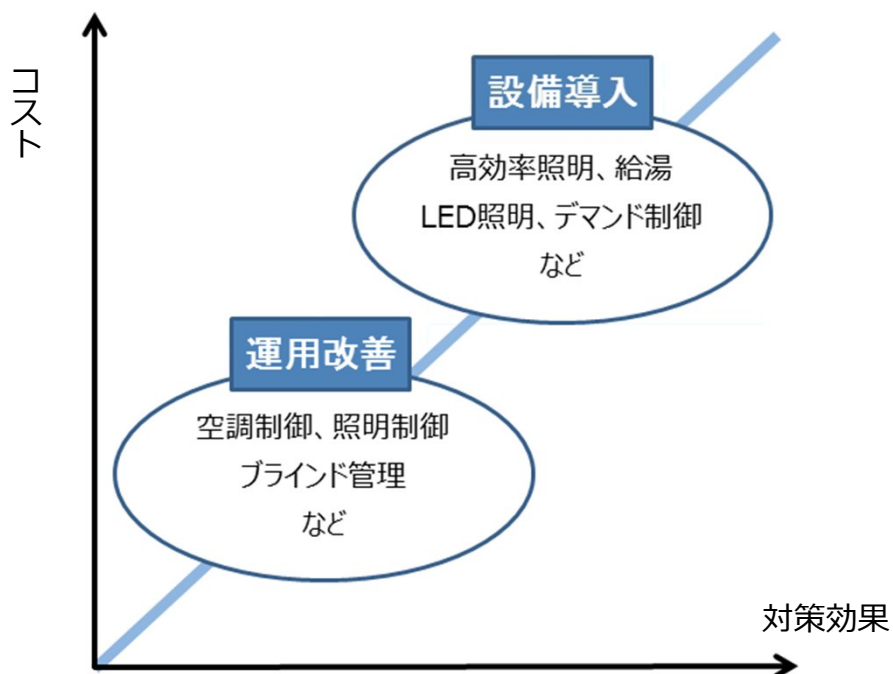 コスト
設備導入
高効率照明、給湯
LED照明、デマンド制御
など
運用改善
空調制御、照明制御
ブラインド管理
など
対策効果